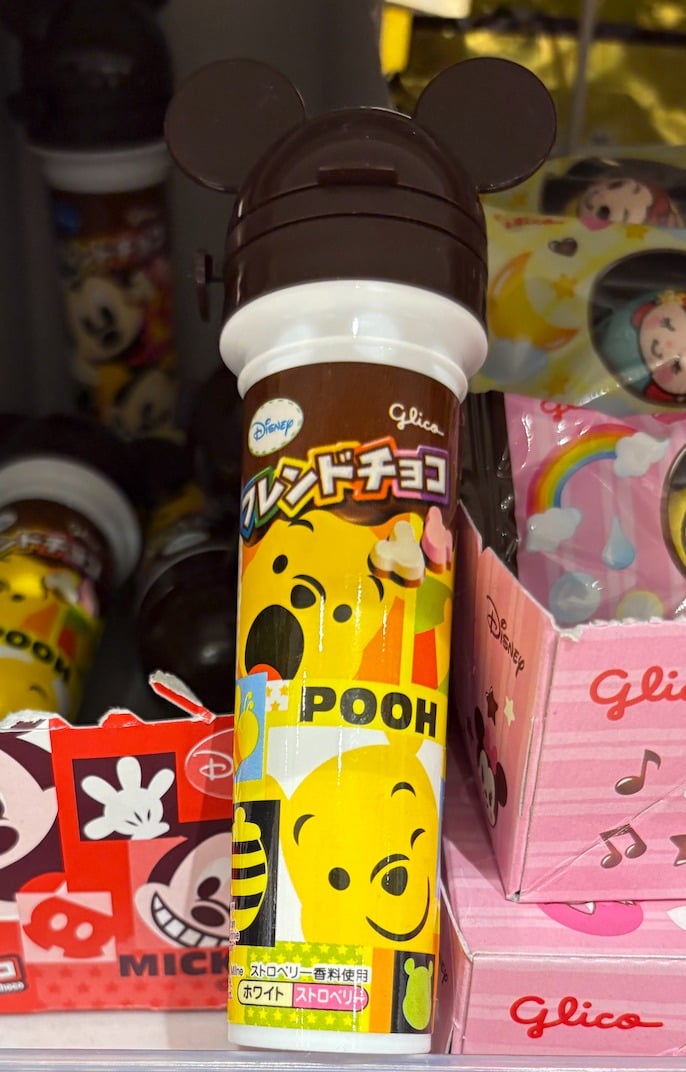 Disney
Glico
フレンドチョコ
POOH
ストロベリー香料使用
ホワイト
ストロベリー
POOH
MICK
Disney
Glico
Glico